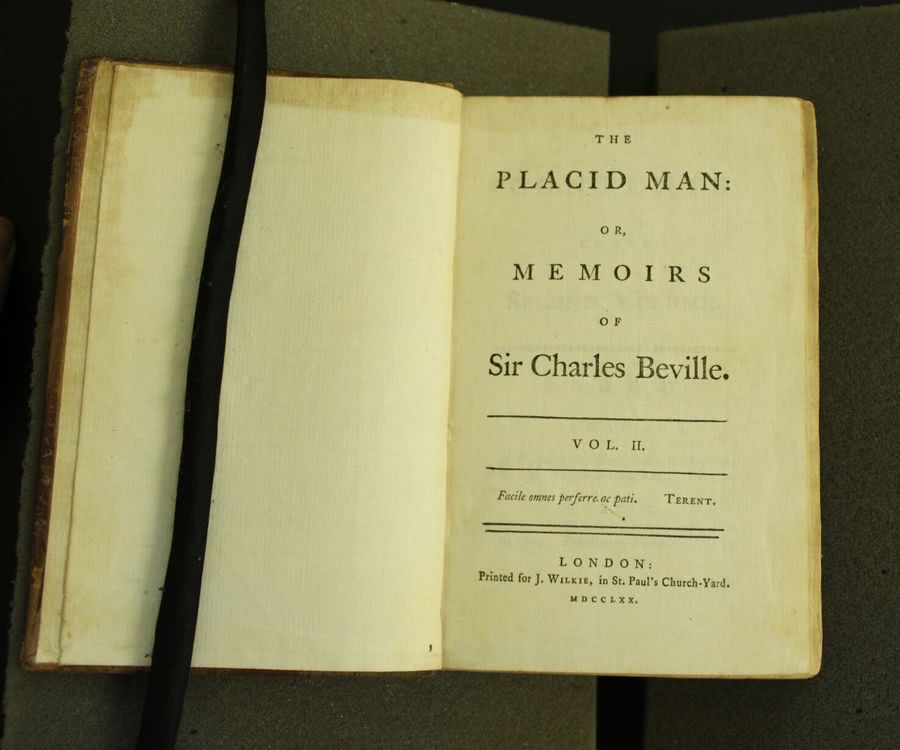 THE
PLACID MAN:
OR,
MEMOIRS
OF
Sir Charles Beville.
VOL. II.
Facile omnes perferre ac pati. TERENT.
LONDON:
Printed for J. WILKIE, in St. Paul's Church-Yard.
MDCCLXX.